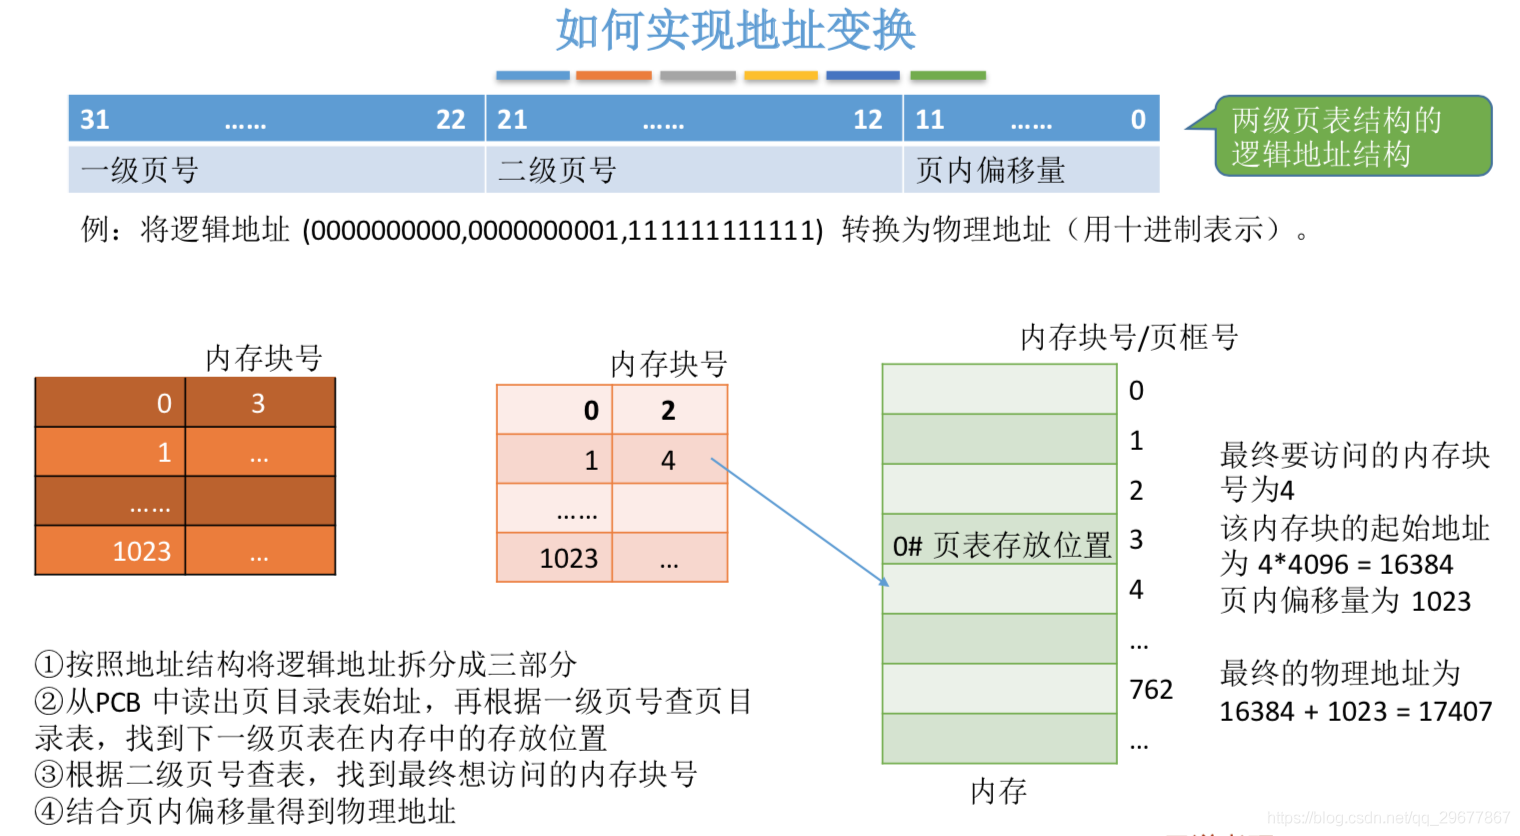 如何实现地址变换
31 …… 22 21 …… 12 11 …… 0
一级页号 二级页号 页内偏移量
两级页表结构的
逻辑地址结构
例：将逻辑地址 (0000000000,0000000001,111111111111) 转换为物理地址（用十进制表示）。
内存块号
0 3
1 ...
……
1023 ...
内存块号
0 2
1 4
……
1023 ...
内存块号/页框号
0
1
2
0# 页表存放位置 3
4
...
762
...
内存
最终要访问的内存块
号为4
该内存块的起始地址
为 4*4096 = 16384
页内偏移量为 1023
最终的物理地址为
16384 + 1023 = 17407
①按照地址结构将逻辑地址拆分成三部分
②从PCB 中读出页目录表始址，再根据一级页号查页目
录表，找到下一级页表在内存中的存放位置
③根据二级页号查表，找到最终想访问的内存块号
④结合页内偏移量得到物理地址
https://blog.csdn.net/qq_29677867